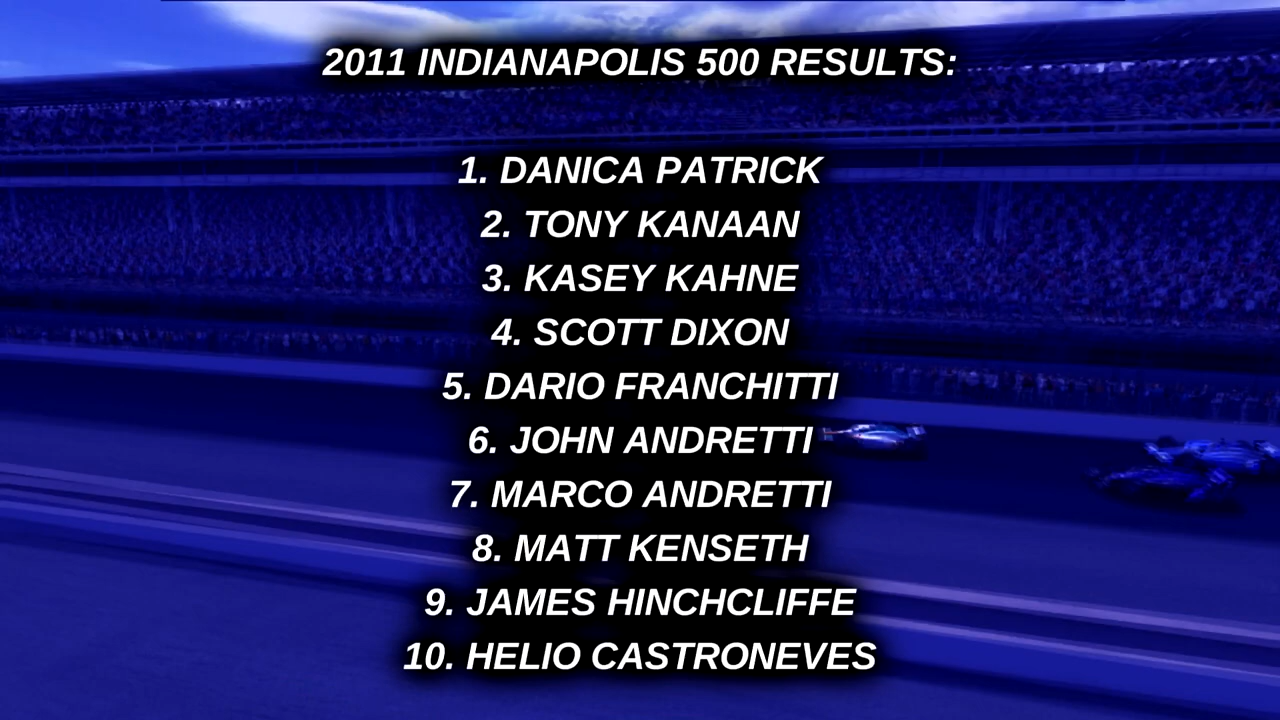 2011 INDIANAPOLIS 500 RESULTS:
1. DANICA PATRICK
2. TONY KANAAN
3. KASEY KAHNE
4. SCOTT DIXON
5. DARIO FRANCHITTI
6. JOHN ANDRETTI
7. MARCO ANDRETTI
8. MATT KENSETH
9. JAMES HINCHCLIFFE
10. HELIO CASTRONEVES